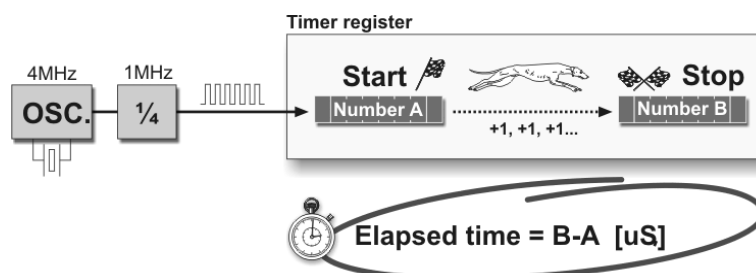 Timer register
4MHz
1MHz
OSC.
¼
Start
Stop
Number A
Number B
+1, +1, +1...
Elapsed time = B-A [uS]